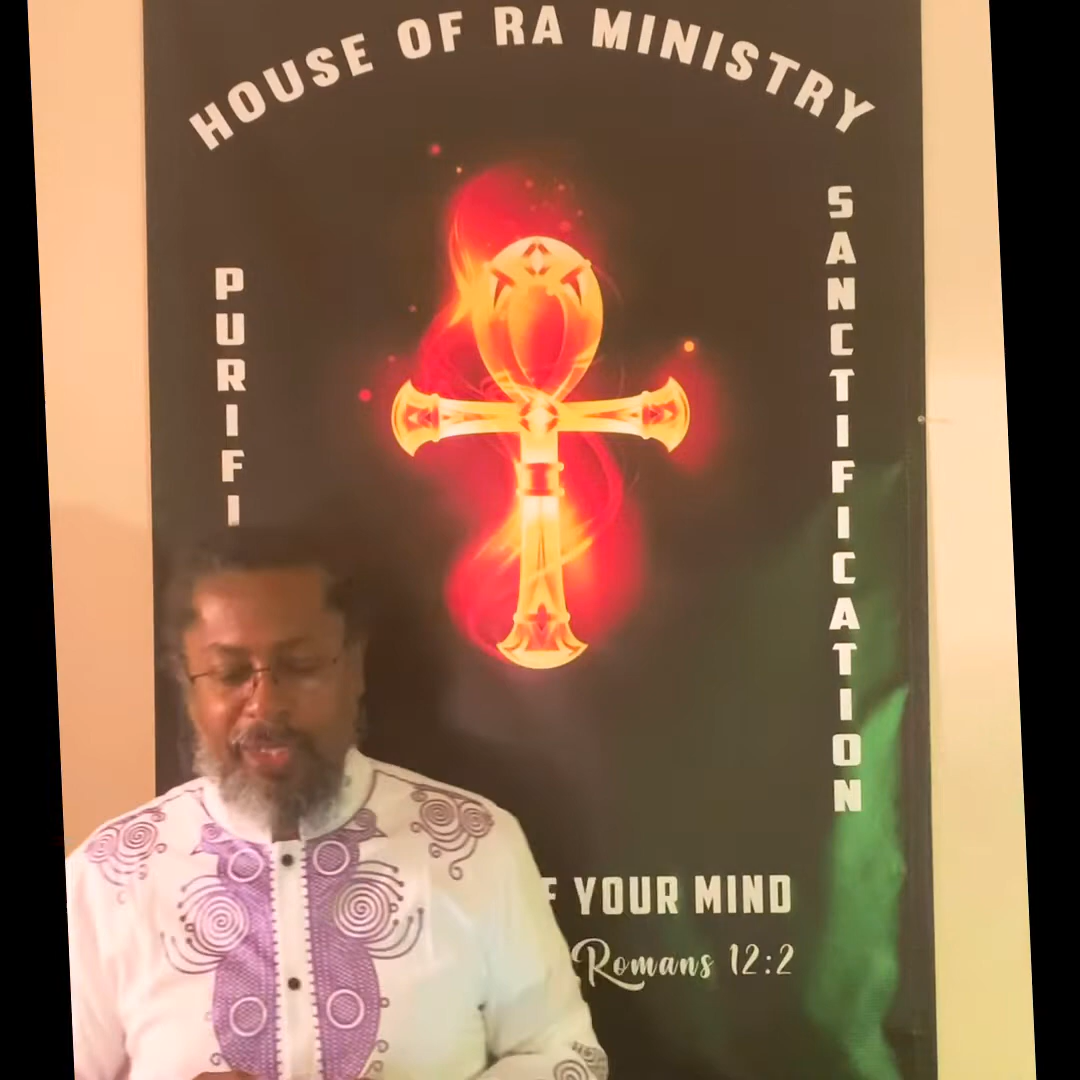 HOUSE OF RA MINISTRY
PURIFI
SANCTIFICATION
YOUR MIND
Romans 12:2